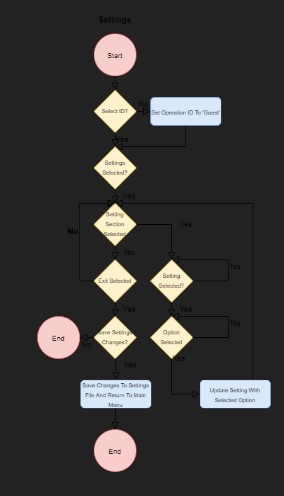 Settings
Start
Select ID?
No
Set Operation ID To 'Guest'
Yes
Settings
Selected?
Yes
Setting
Section
Selected
Yes
No
No
Exit Selected
Setting
Selected?
No
Yes
Yes
End
No
Save Settings
Changes?
Option
Selected
No
Yes
Yes
Save Changes To Settings
File And Return To Main
Menu
Update Setting With
Selected Option
End